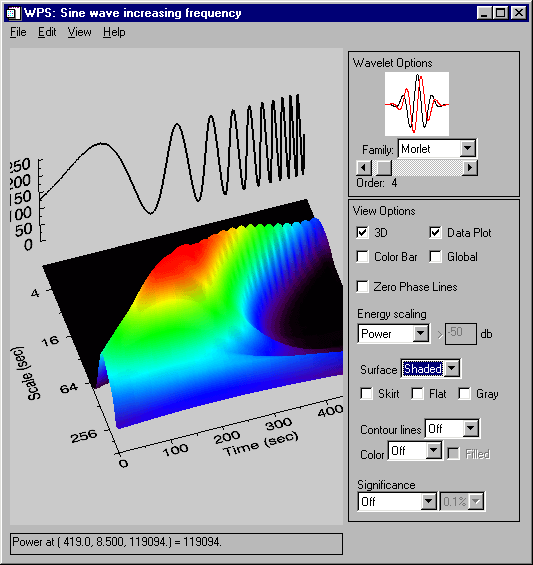 WPS: Sine wave increasing frequency
File Edit View Help
Wavelet Options
Family: Morlet
Order: 4
View Options
3D Data Plot
Color Bar Global
Zero Phase Lines
Energy scaling
Power > -50 db
Surface Shaded
Skirt Flat Gray
Contour lines Off
Color Off Filled
Significance
Off 0.1%
250
200
150
100
50
0
4
16
64
256
Scale (sec)
0 100 200 300 400
Time (sec)
Power at ( 419.0, 8.500, 119094.) = 119094.